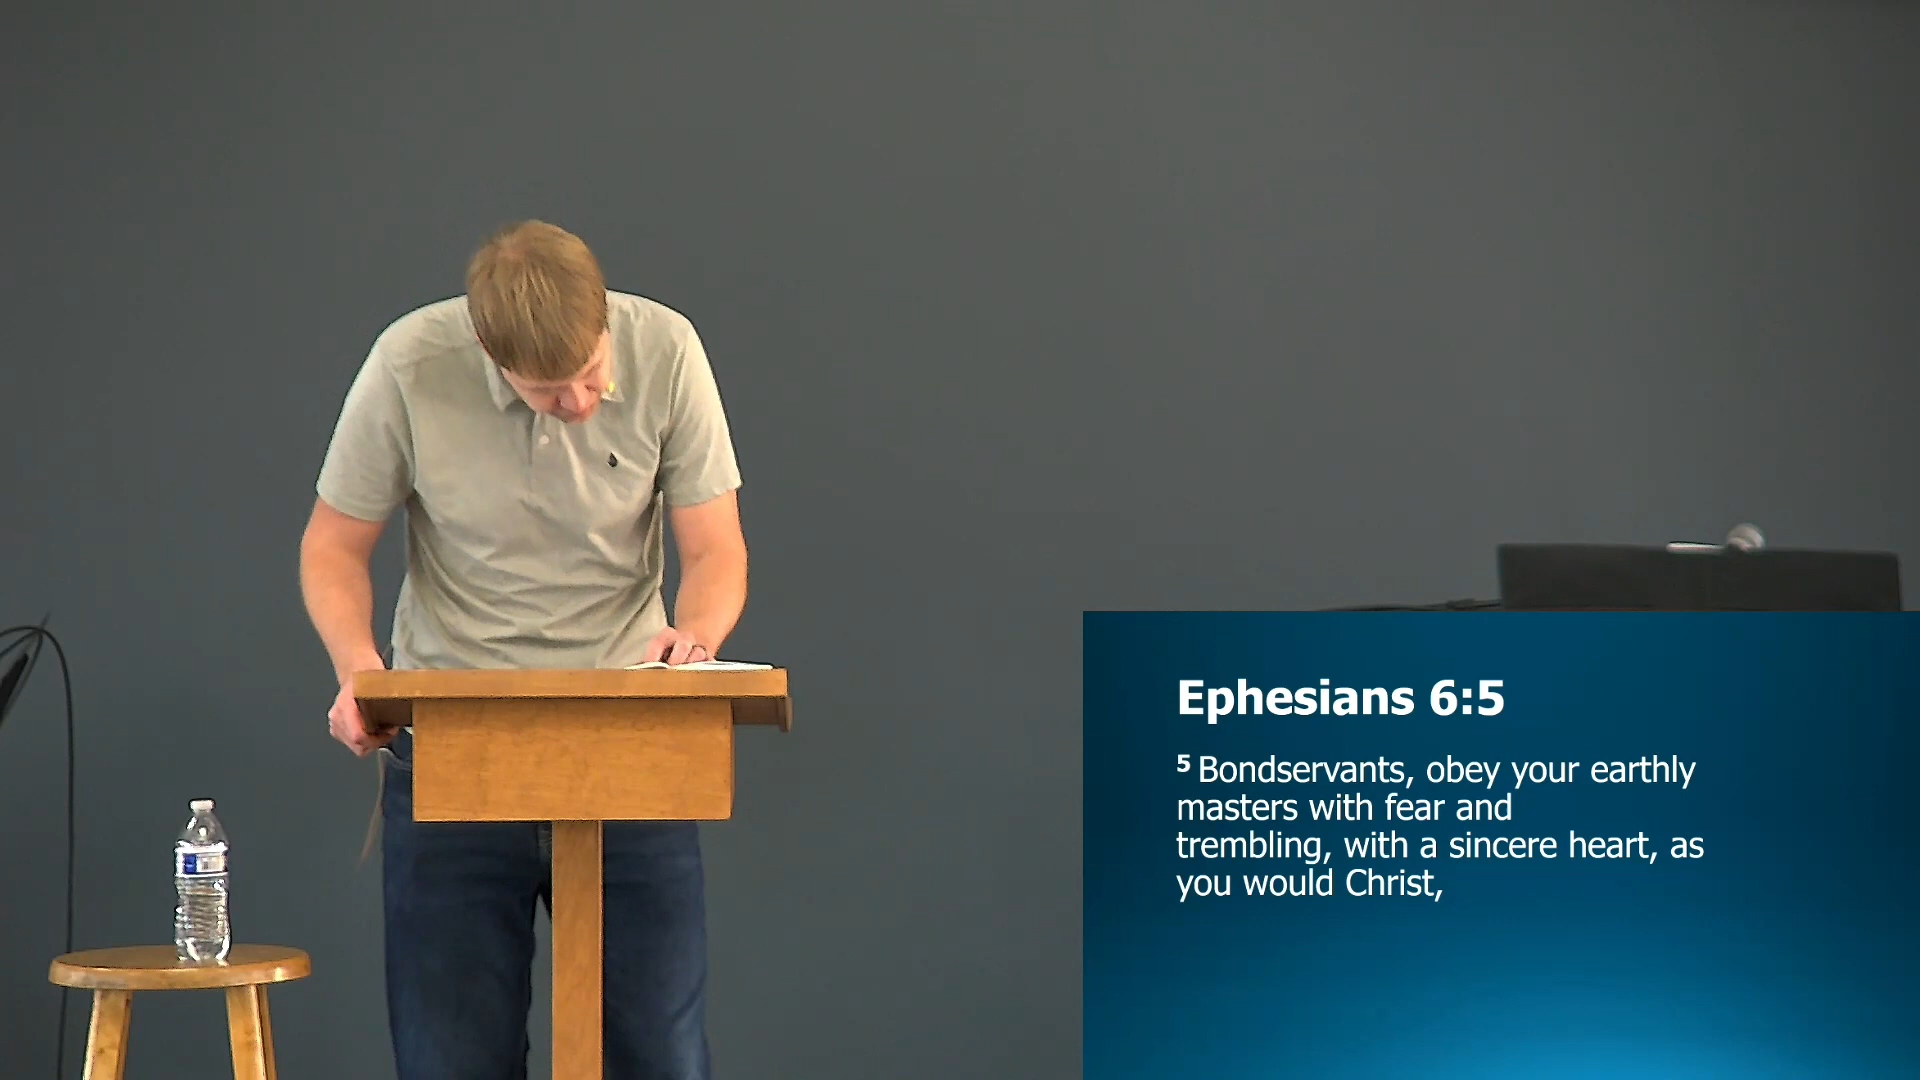 Ephesians 6:5
5 Bondservants, obey your earthly
masters with fear and
trembling, with a sincere heart, as
you would Christ,